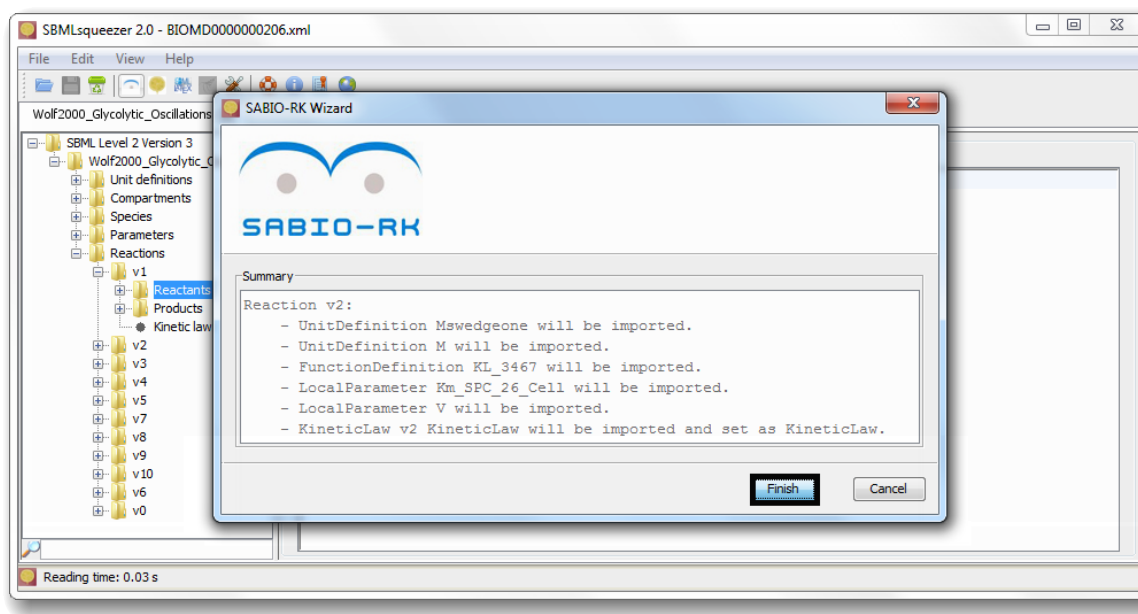 SBMLsqueezer 2.0 - BIOMD0000000206.xml
File Edit View Help
Wolf2000_Glycolytic_Oscillations
SABIO-RK Wizard
SBML Level 2 Version 3
Wolf2000_Glycolytic_O
Unit definitions
Compartments
Species
Parameters
Reactions
v1
Reactants
Products
Kinetic law
v2
v3
v4
v5
v7
v8
v9
v10
v6
v0
SABIO-RK
Summary
Reaction v2:
- UnitDefinition Mswedgeone will be imported.
- UnitDefinition M will be imported.
- FunctionDefinition KL_3467 will be imported.
- LocalParameter Km_SPC_26_Cell will be imported.
- LocalParameter V will be imported.
- KineticLaw v2 KineticLaw will be imported and set as KineticLaw.
Finish Cancel
Reading time: 0.03 s